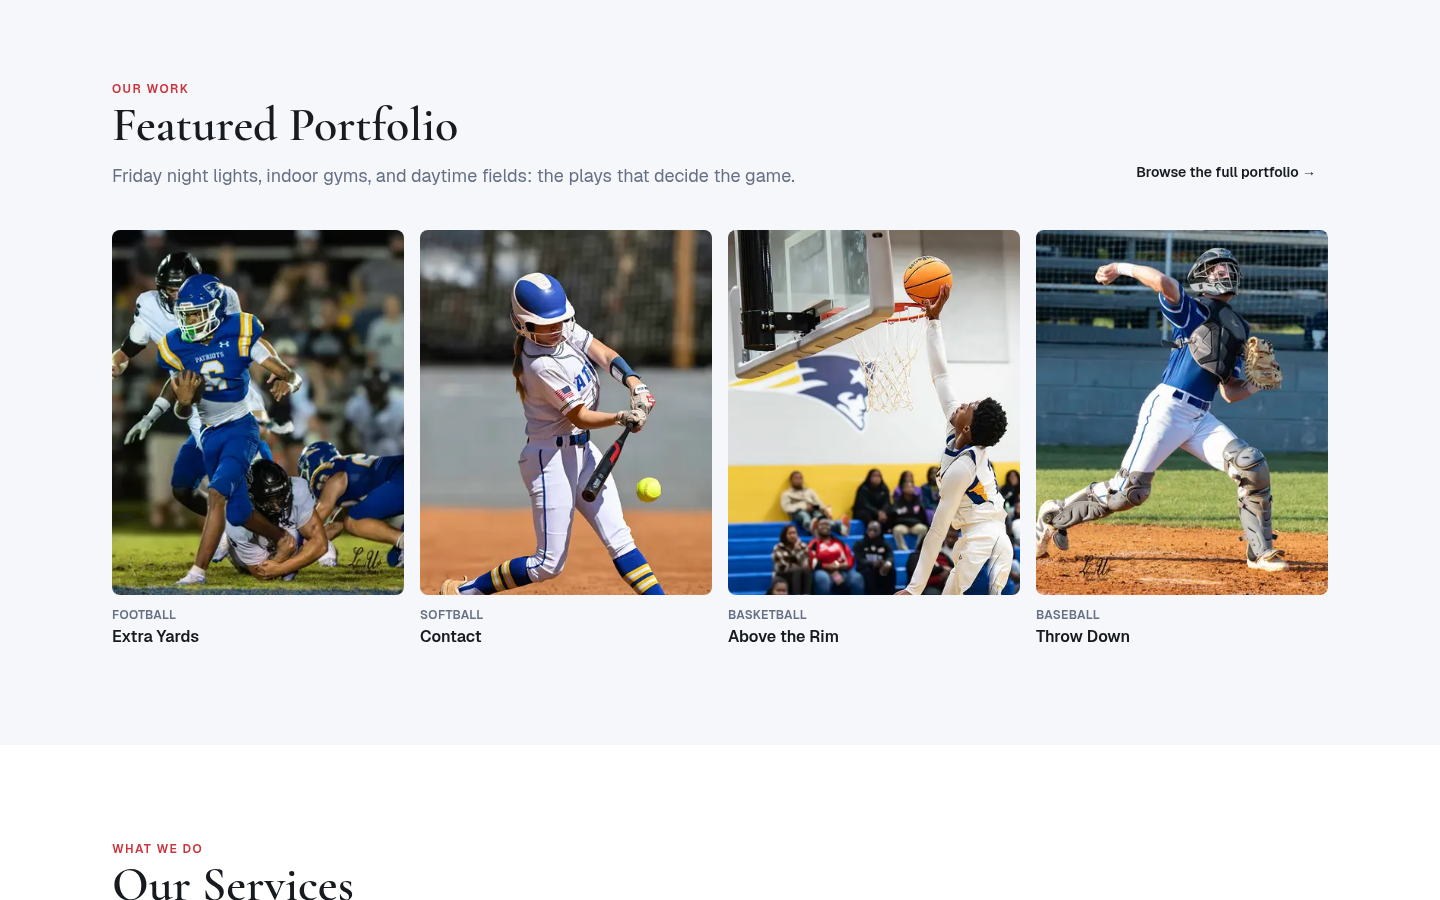 OUR WORK
Featured Portfolio
Friday night lights, indoor gyms, and daytime fields: the plays that decide the game.
Browse the full portfolio →
PATRIOTS
6
FOOTBALL
Extra Yards
SOFTBALL
Contact
BASKETBALL
Above the Rim
BASEBALL
Throw Down
WHAT WE DO
Our Services